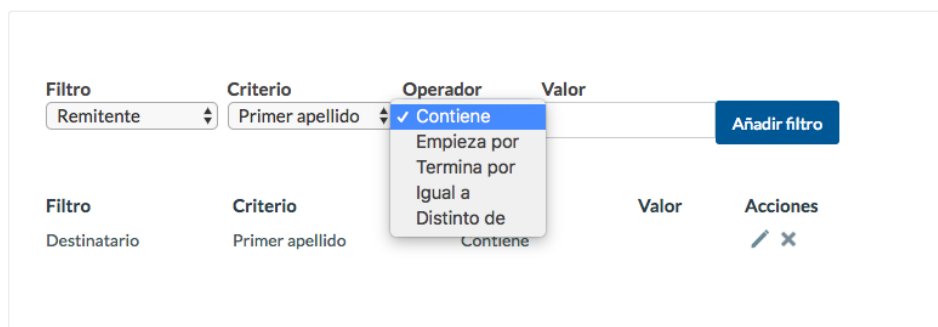 Filtro Criterio Operador Valor
Remitente Primer apellido ✓ Contiene Añadir filtro
Empieza por
Termina por
Igual a
Distinto de
Filtro Criterio Valor Acciones
Destinatario Primer apellido Contiene